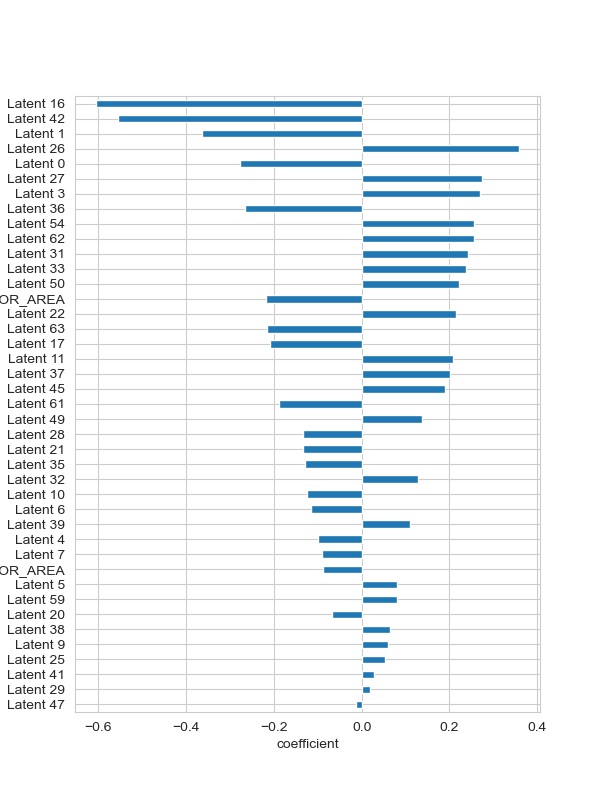 Latent 16
Latent 42
Latent 1
Latent 26
Latent 0
Latent 27
Latent 3
Latent 36
Latent 54
Latent 62
Latent 31
Latent 33
Latent 50
OR_AREA
Latent 22
Latent 63
Latent 17
Latent 11
Latent 37
Latent 45
Latent 61
Latent 49
Latent 28
Latent 21
Latent 35
Latent 32
Latent 10
Latent 6
Latent 39
Latent 4
Latent 7
OR_AREA
Latent 5
Latent 59
Latent 20
Latent 38
Latent 9
Latent 25
Latent 41
Latent 29
Latent 47
−0.6 −0.4 −0.2 0.0 0.2 0.4
coefficient